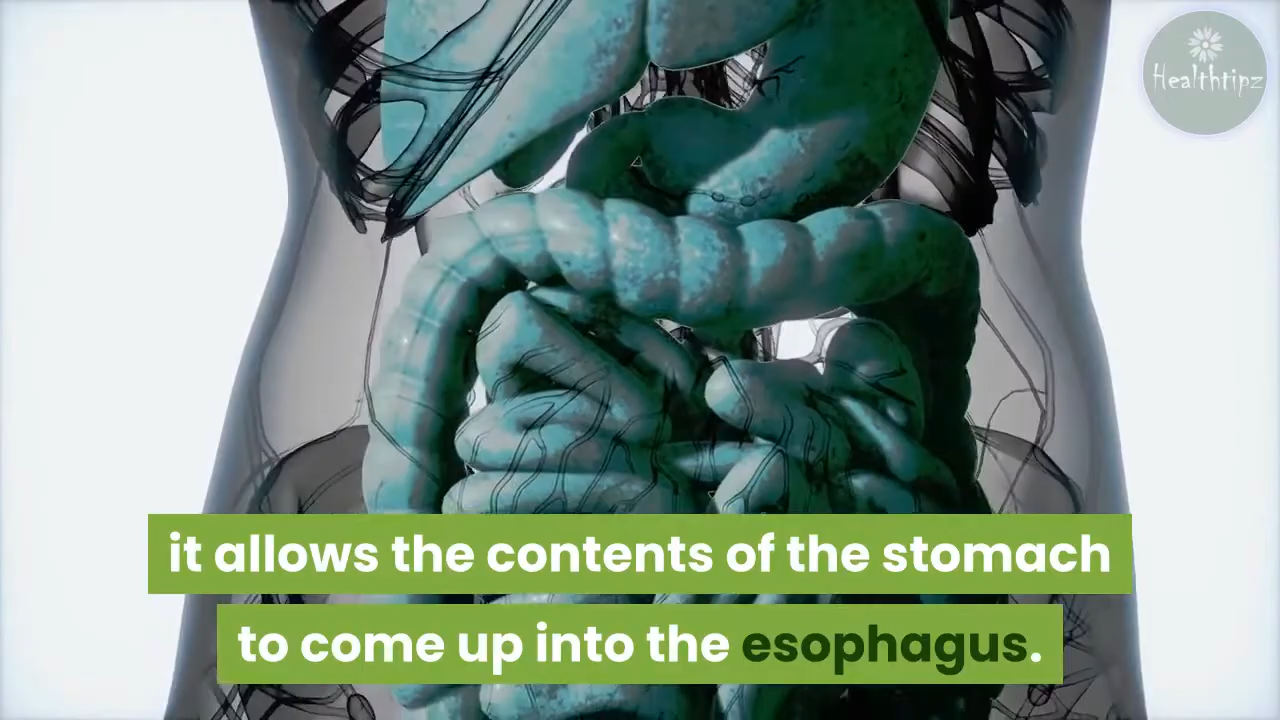 Healthtipz
it allows the contents of the stomach
to come up into the esophagus.